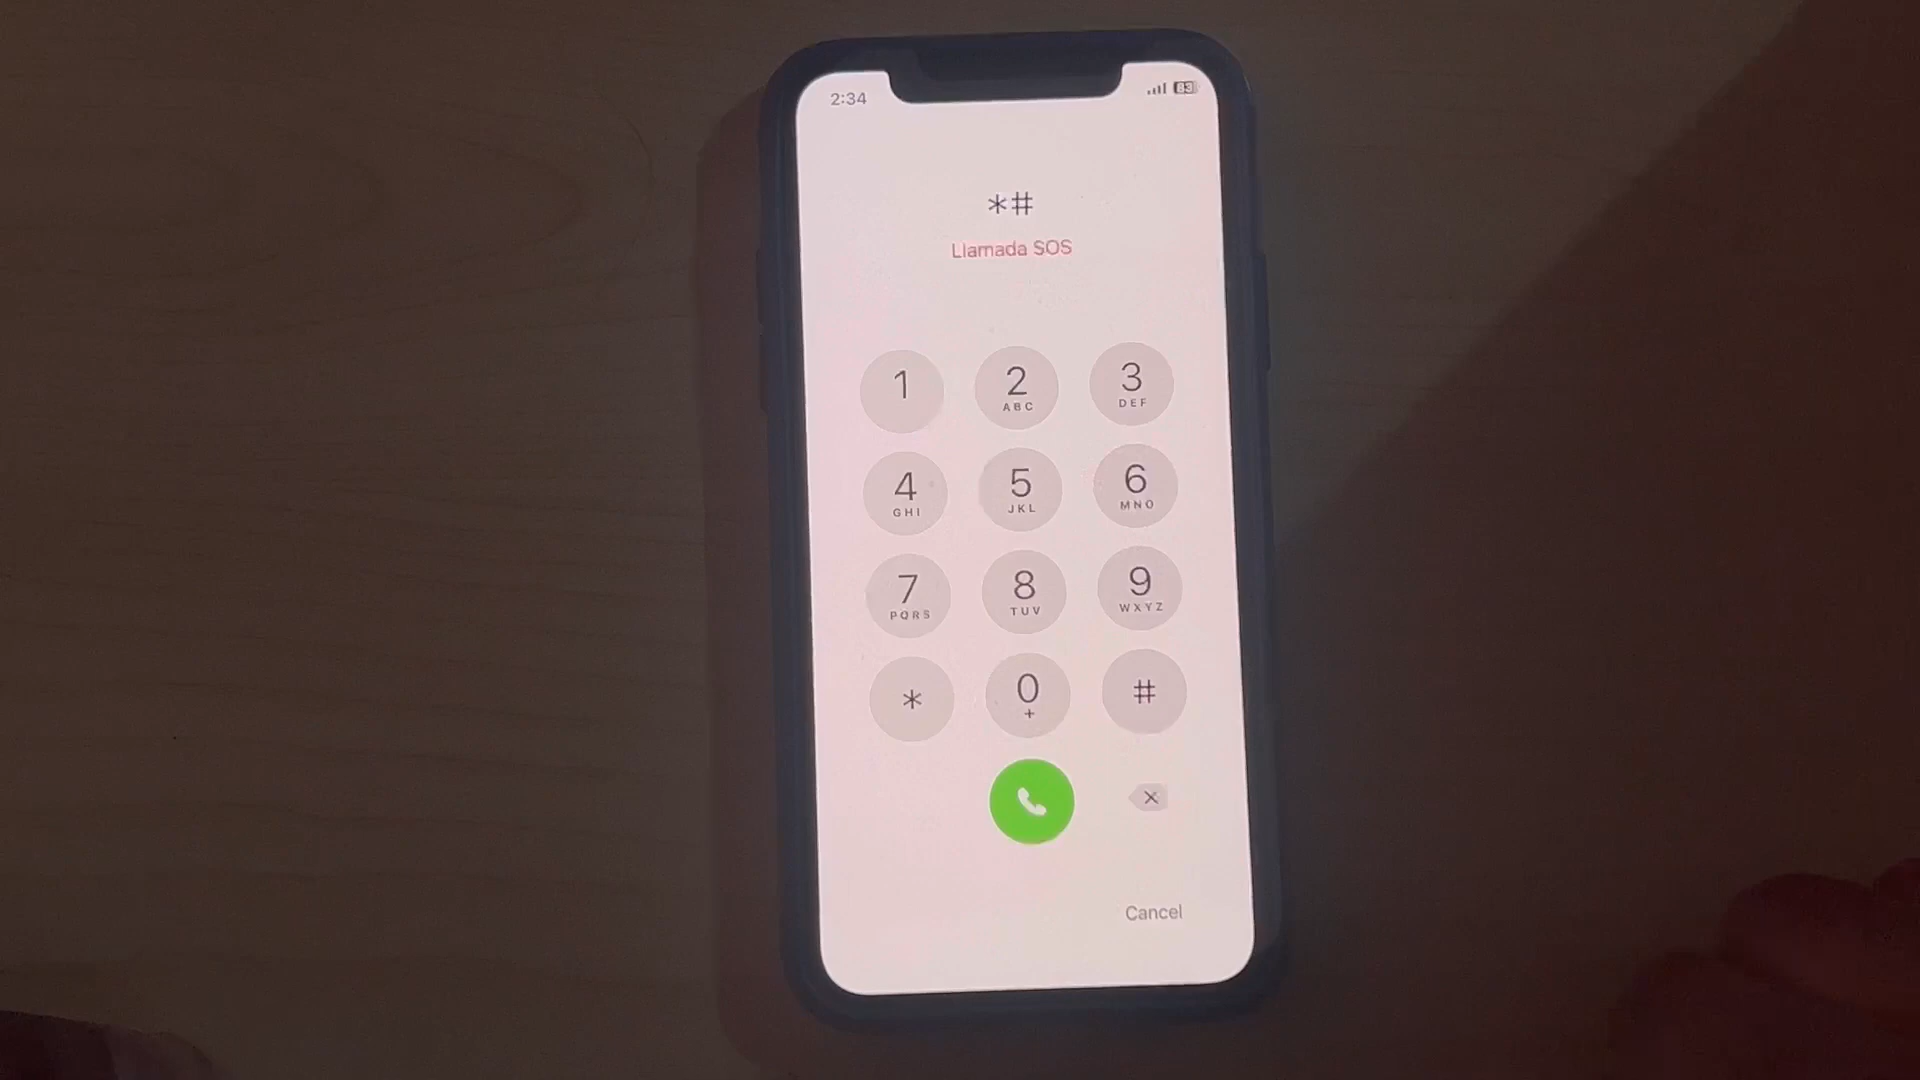 2:34 83
*#
Llamada SOS
1 2 3
ABC DEF
4 5 6
GHI JKL MNO
7 8 9
PQRS TUV WXYZ
* 0 #
+
Cancel